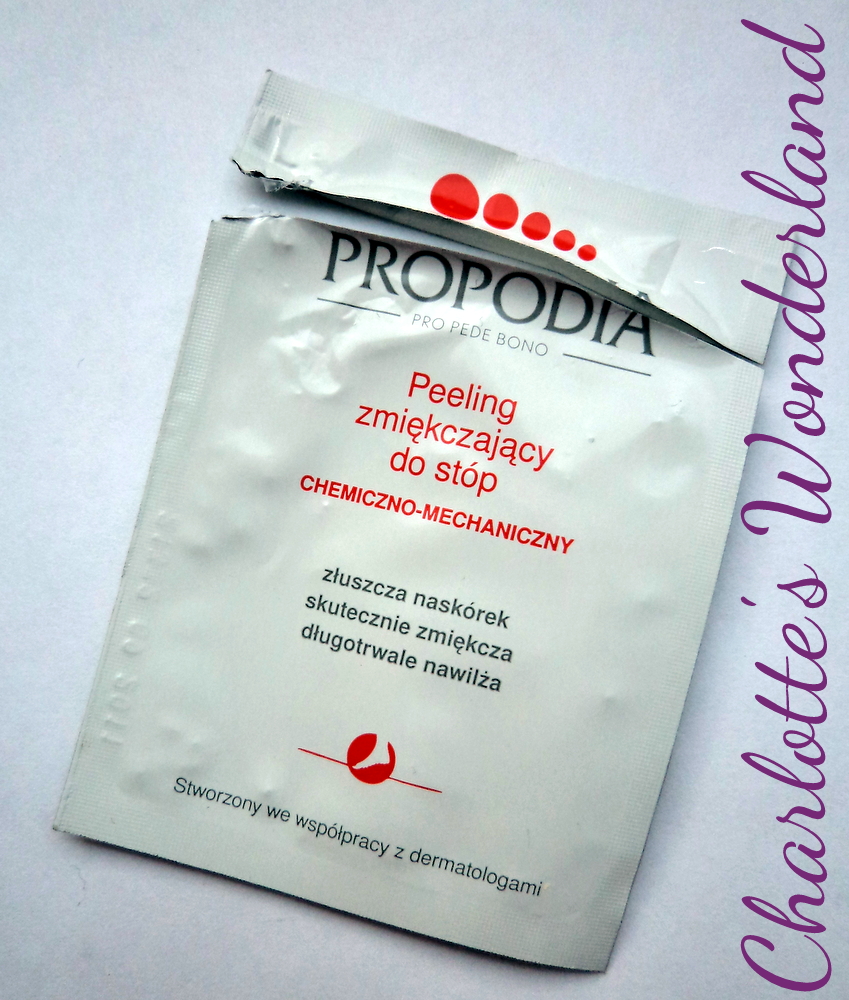 PROPODIA
PRO PEDE BONO
Peeling
zmiękczający
do stóp
CHEMICZNO-MECHANICZNY
złuszcza naskórek
skutecznie zmiękcza
długotrwale nawilża
Stworzony we współpracy z dermatologami
Charlotte's Wonderland